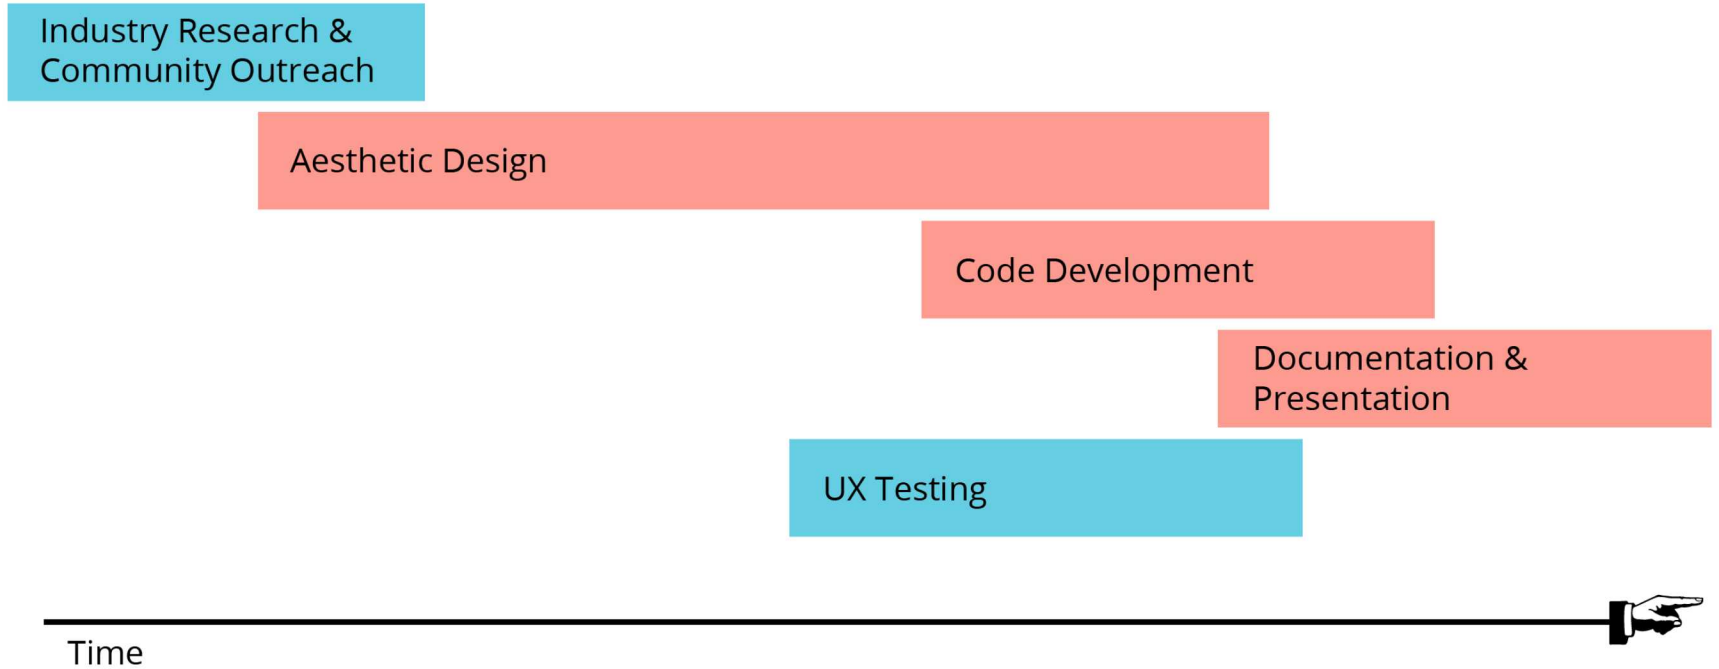 Industry Research &
Community Outreach
Aesthetic Design
Code Development
Documentation &
Presentation
UX Testing
Time